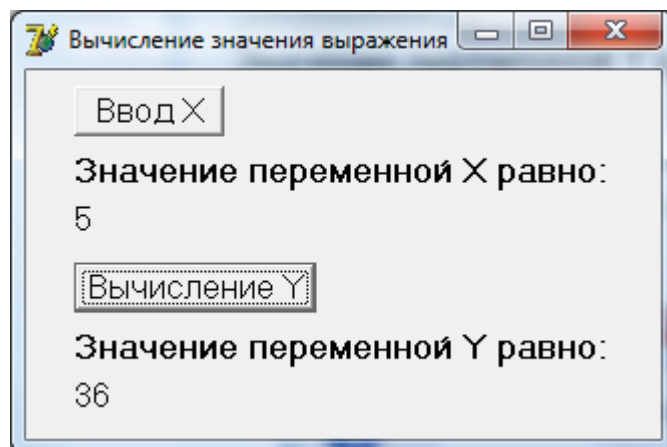 Вычисление значения выражения
Ввод X
Значение переменной X равно:
5
Вычисление Y
Значение переменной Y равно:
36